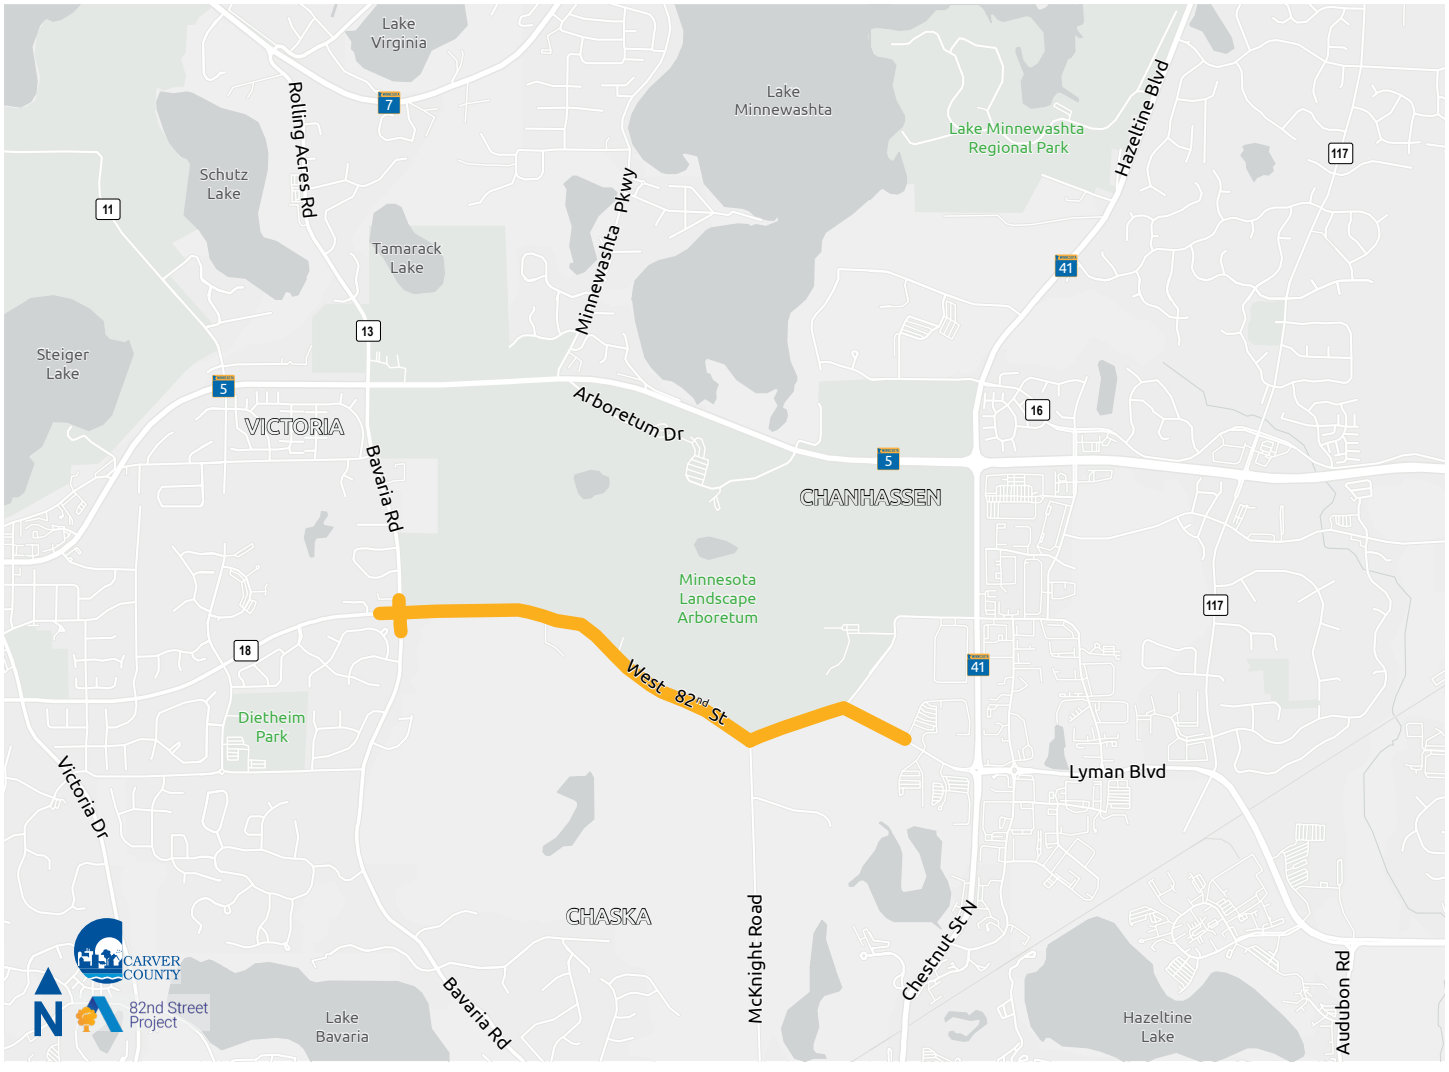 Lake
Virginia
7
Rolling Acres Rd
Lake
Minnewashta
Lake Minnewashta
Regional Park
Hazeltine Blvd
117
Schutz
Lake
11
Minnewashta Pkwy
Tamarack
Lake
41
13
Steiger
Lake
5
VICTORIA
Arboretum Dr
16
5
CHANHASSEN
Bavaria Rd
Minnesota
Landscape
Arboretum
117
18
41
West 82nd St
Dietheim
Park
Lyman Blvd
Victoria Dr
CHASKA
McKnight Road
Chestnut St N
CARVER
COUNTY
N
82nd Street
Project
Lake
Bavaria
Bavaria Rd
Hazeltine
Lake
Audubon Rd